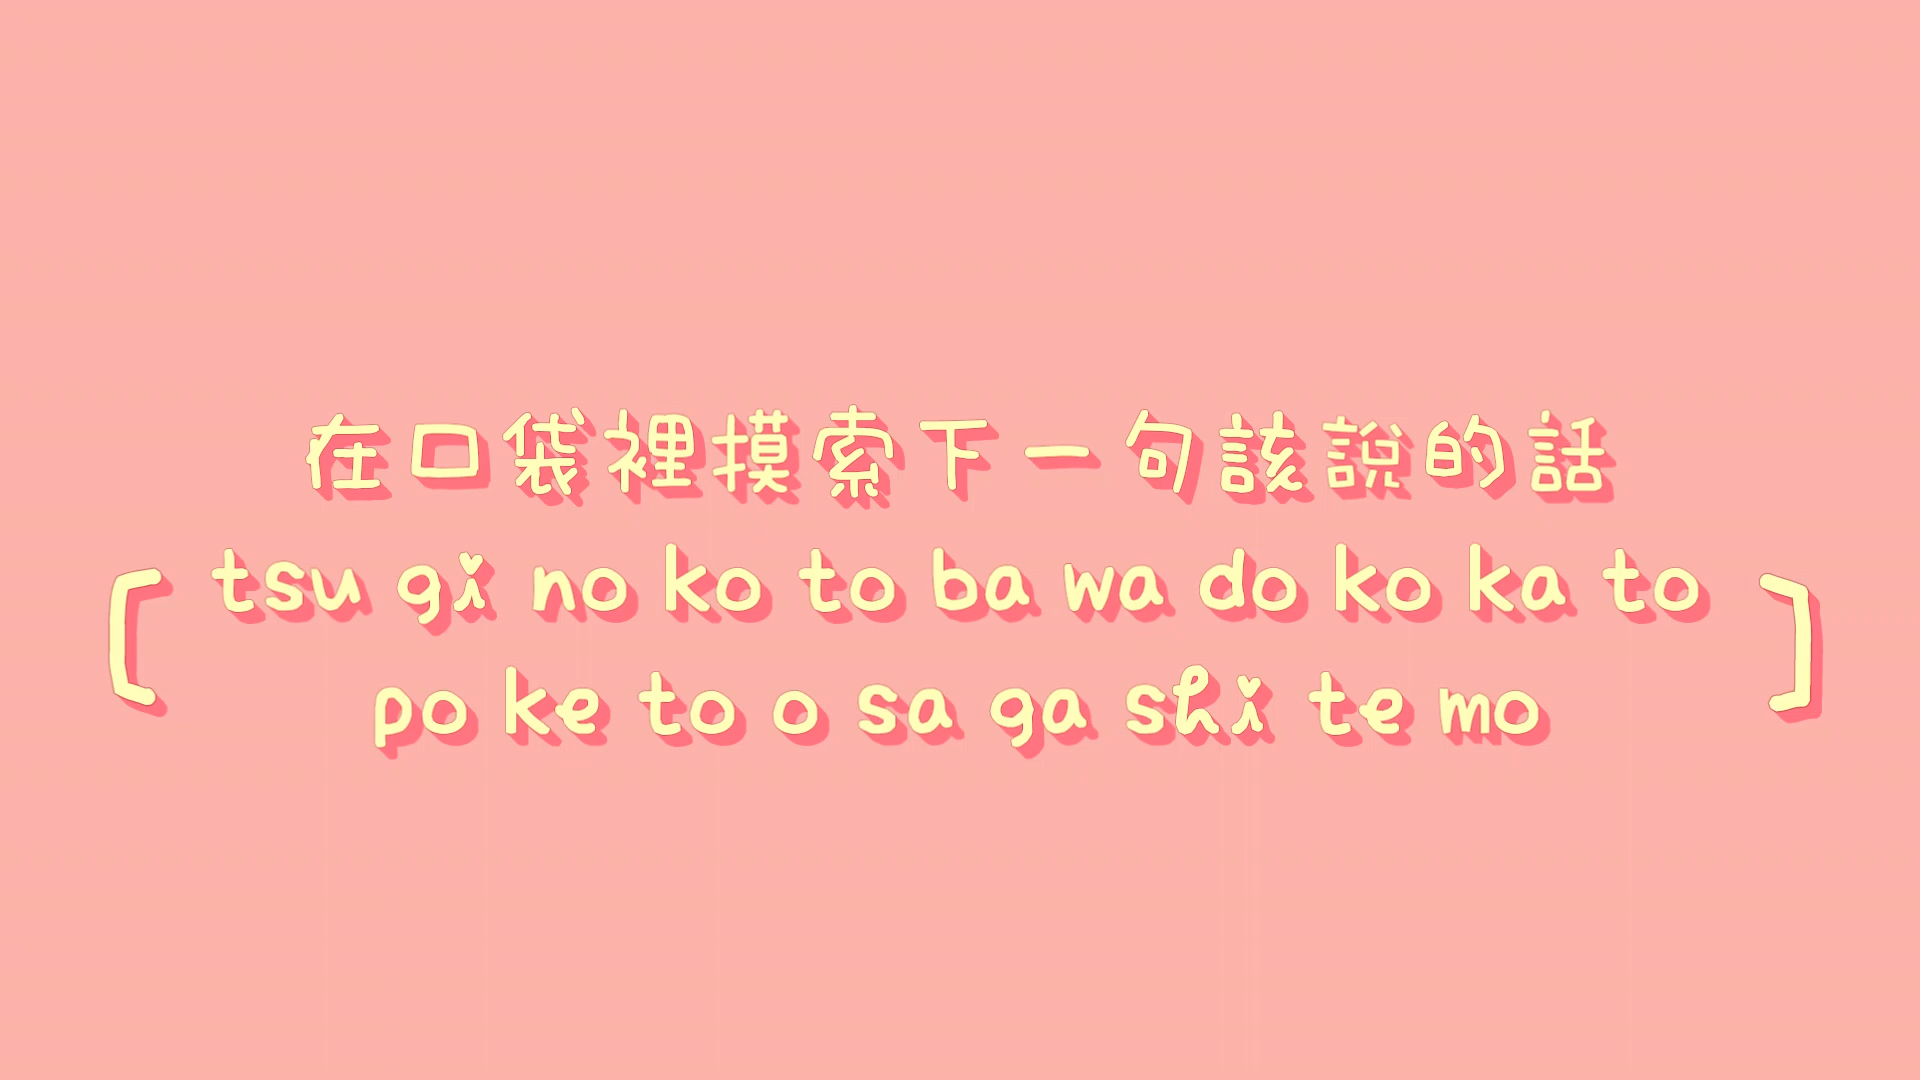 在口袋裡摸索下一句該說的話
[ tsu gi no ko to ba wa do ko ka to
po ke to o sa ga shi te mo ]